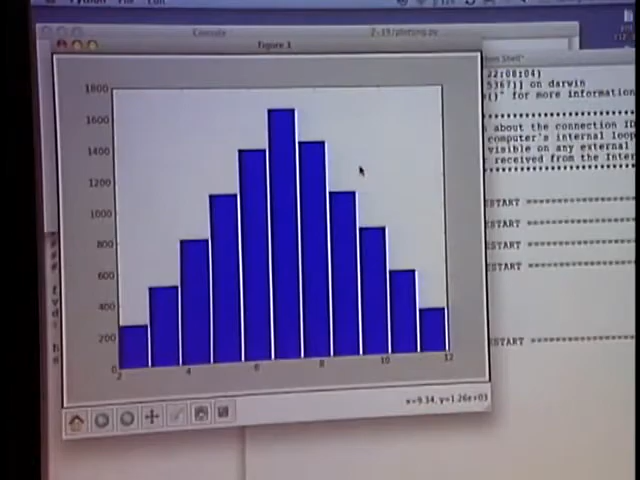 Python File Edit
Console
2-19/plotting.py
Figure 1
1800
1600
1400
1200
1000
800
600
400
200
0
2 4 6 8 10 12
x=9.34, y=1.26e+03
22:08:04)
5367)] on darwin
()" for more information
about the connection
computer's internal loop
visible on any external
received from the Inter
RESTART
RESTART
RESTART
RESTART
RESTART